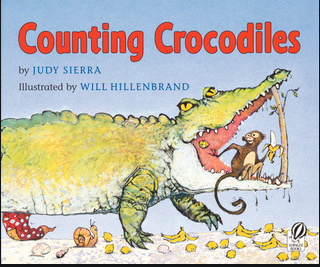 Counting Crocodiles
by JUDY SIERRA
Illustrated by WILL HILLENBRAND